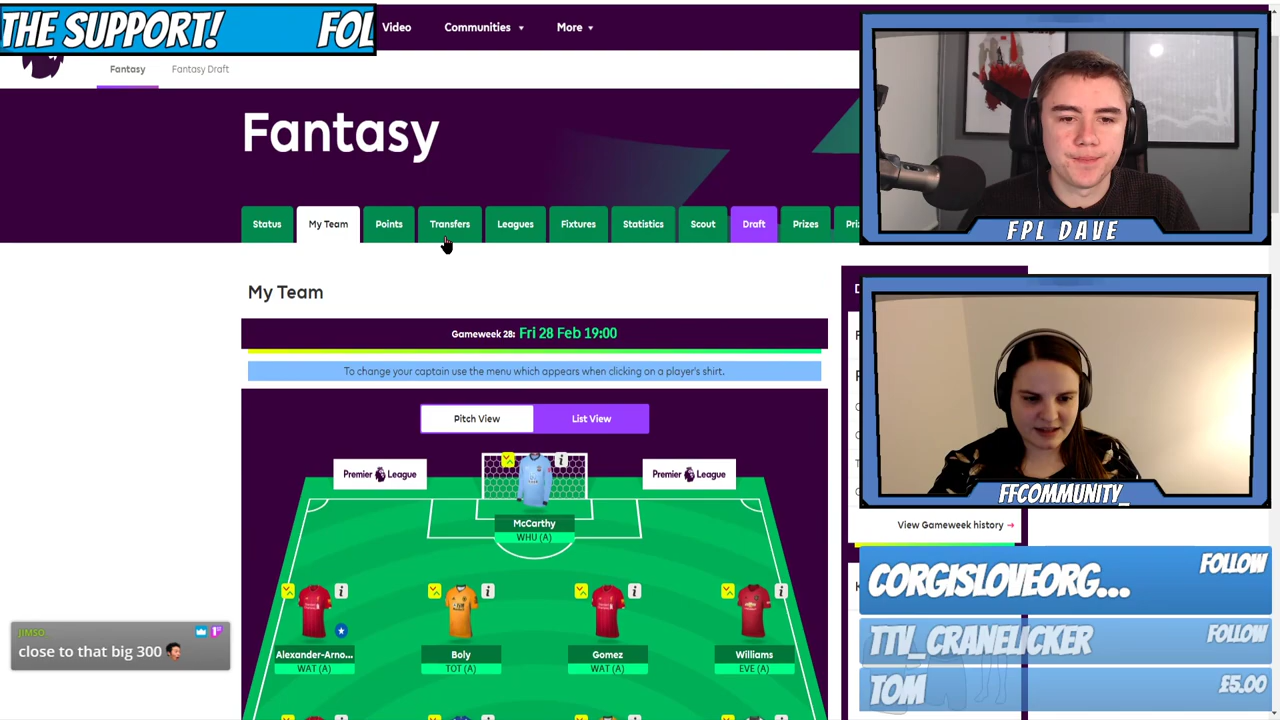 THE SUPPORT! FOL
Video
Communities
More
Fantasy
Fantasy Draft
Fantasy
Status
My Team
Points
Transfers
Leagues
Fixtures
Statistics
Scout
Draft
Prizes
FPL DAVE
My Team
Gameweek 28: Fri 28 Feb 19:00
To change your captain use the menu which appears when clicking on a player's shirt.
Pitch View
List View
Premier League
Premier League
McCarthy
WHU (A)
FFCOMMUNITY_
View Gameweek history →
FOLLOW
CORGISLOVEORG...
FOLLOW
TTV_CRANELICKER
TOM
£5.00
JIMSO_
close to that big 300
Alexander-Arno...
WAT (A)
Boly
TOT (A)
Gomez
WAT (A)
Williams
EVE (A)